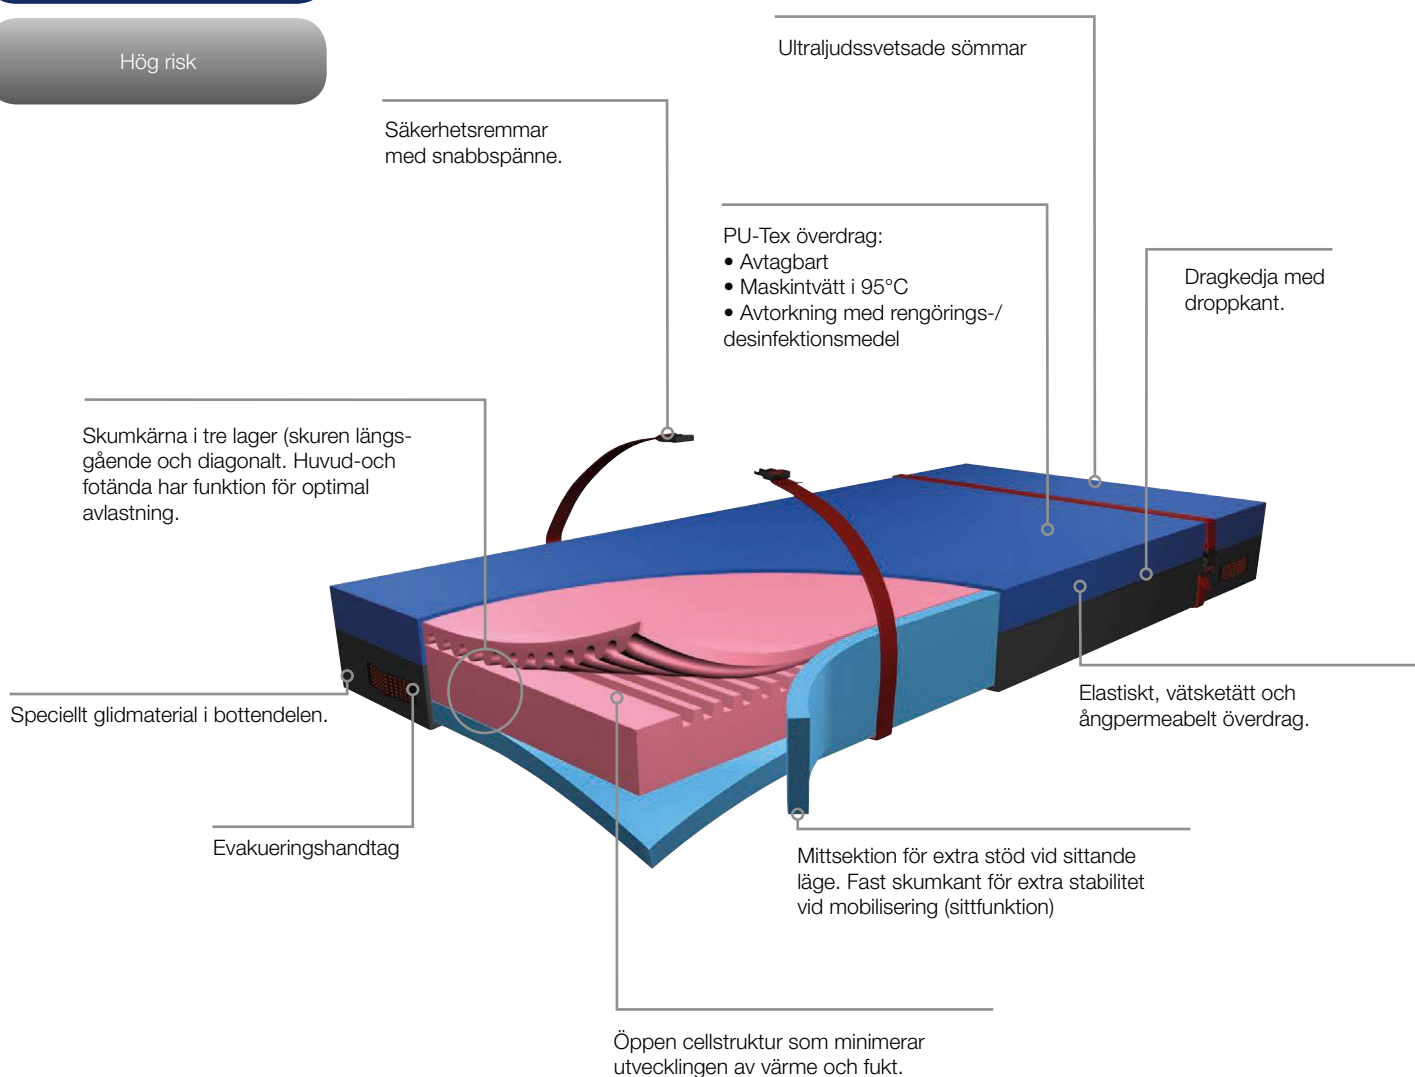 Hög risk
Ultraljudssvetsade sömmar
Säkerhetsremmar
med snabbspänne.
PU-Tex överdrag:
• Avtagbart
• Maskintvätt i 95°C
• Avtorkning med rengörings-/
desinfektionsmedel
Dragkedja med
droppkant.
Skumkärna i tre lager (skuren längs-
gående och diagonalt. Huvud-och
fotända har funktion för optimal
avlastning.
Speciellt glidmaterial i bottendelen.
Elastiskt, vätsketätt och
ångpermeabelt överdrag.
Evakueringshandtag
Mittsektion för extra stöd vid sittande
läge. Fast skumkant för extra stabilitet
vid mobilisering (sittfunktion)
Öppen cellstruktur som minimerar
utvecklingen av värme och fukt.